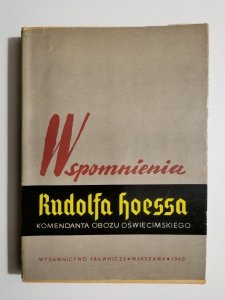 Wspomnienia
Rudolfa hoessa
KOMENDANTA OBOZU OŚWIĘCIMSKIEGO
WYDAWNICTWO PRAWNICZE • WARSZAWA • 1960